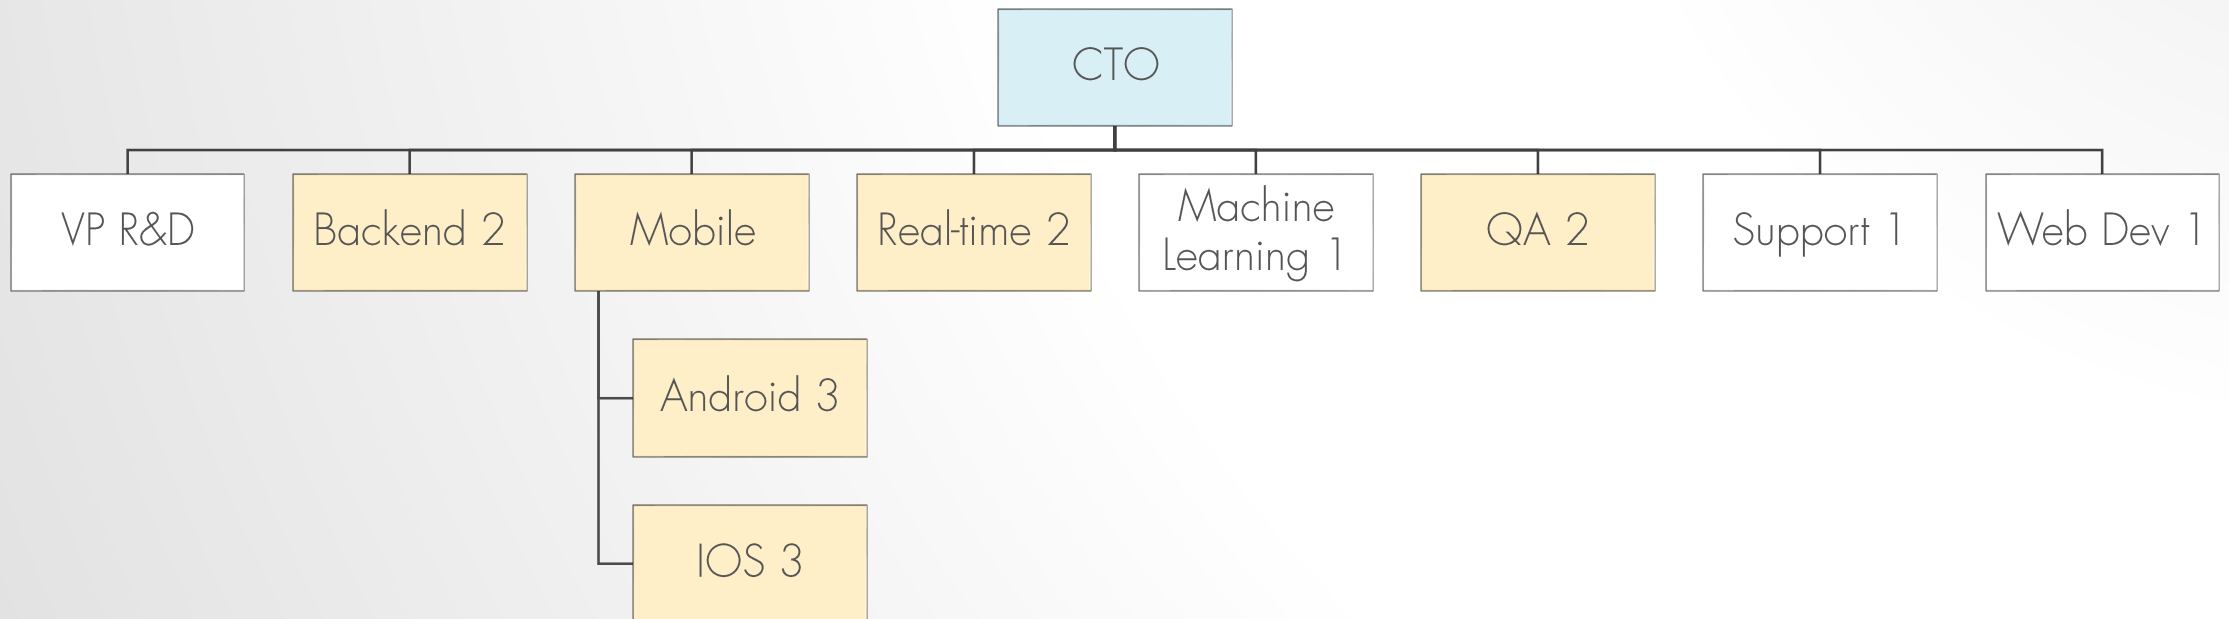 CTO
VP R&D
Backend 2
Mobile
Real-time 2
Machine
Learning 1
QA 2
Support 1
Web Dev 1
Android 3
IOS 3